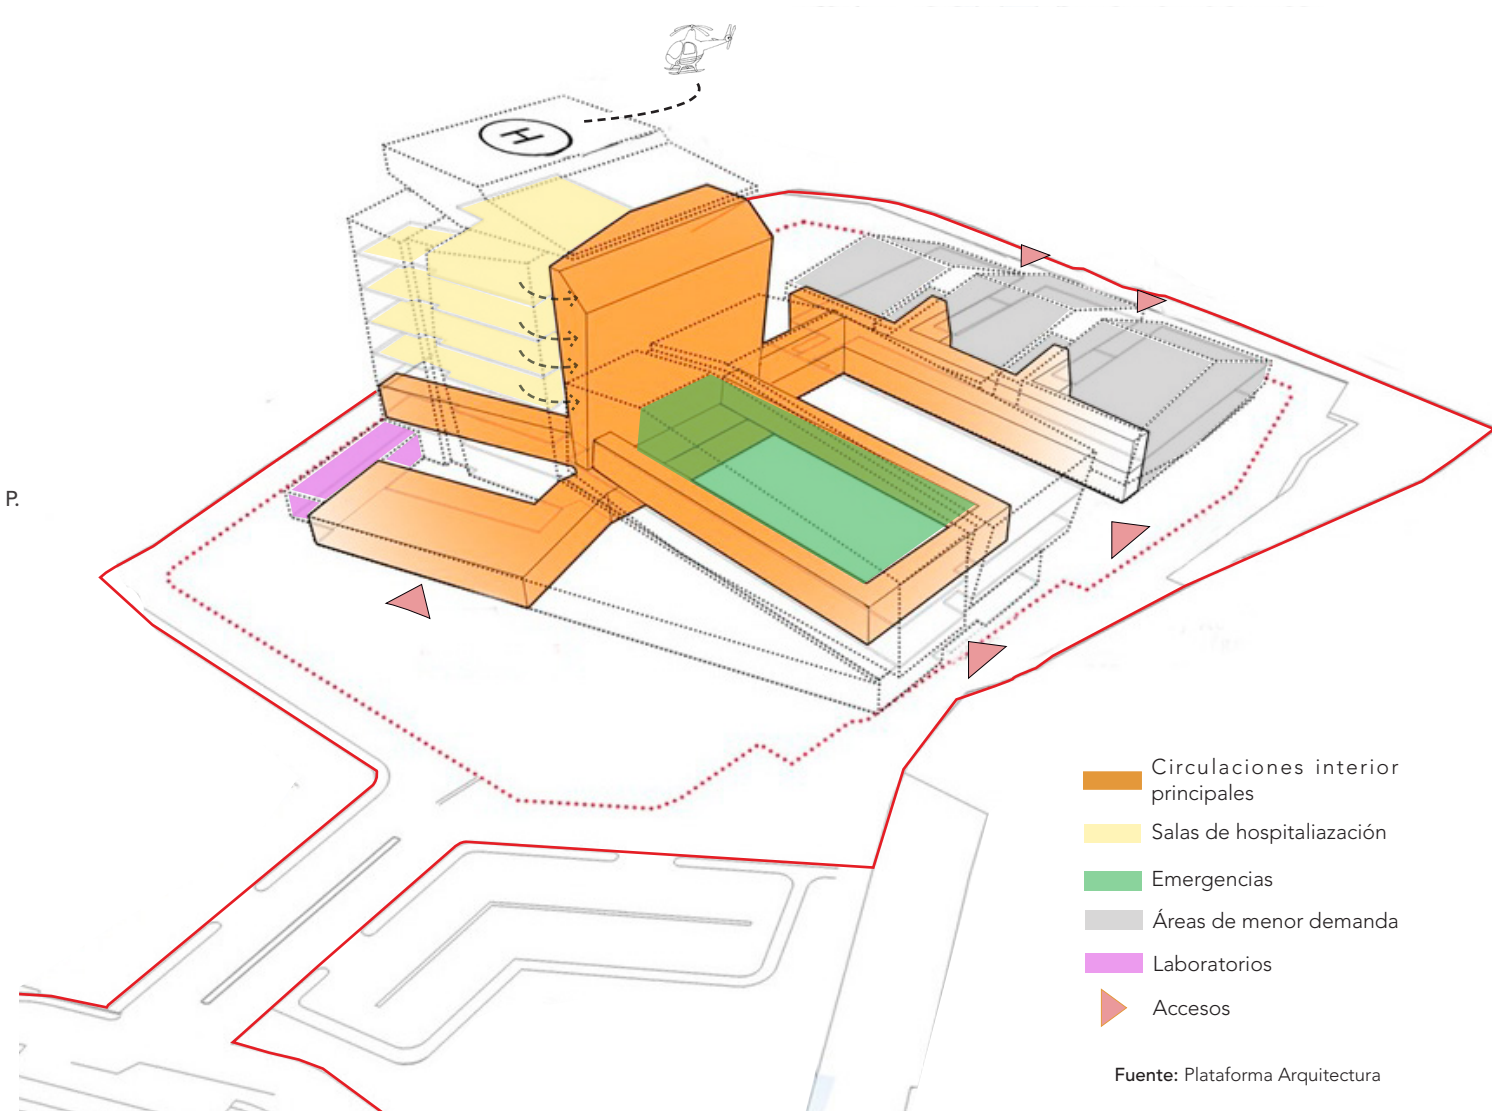 H
P.
Circulaciones interior
principales
Salas de hospitaliazación
Emergencias
Áreas de menor demanda
Laboratorios
Accesos
Fuente: Plataforma Arquitectura